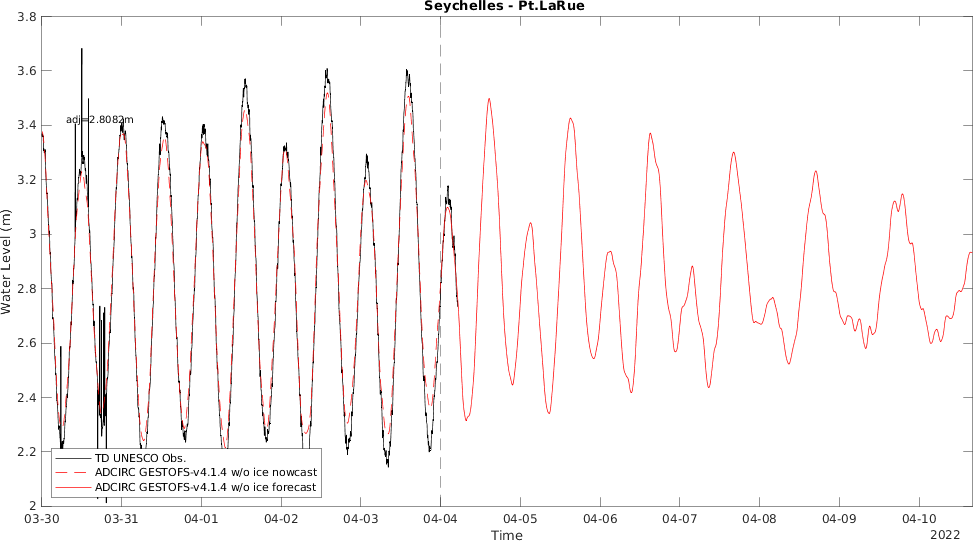 Seychelles - Pt.LaRue
3.8
3.6
3.4
3.2
3
2.8
2.6
2.4
2.2
2
Water Level (m)
adj=2.8082m
TD UNESCO Obs.
ADCIRC GESTOFS-v4.1.4 w/o ice nowcast
ADCIRC GESTOFS-v4.1.4 w/o ice forecast
03-30 03-31 04-01 04-02 04-03 04-04 04-05 04-06 04-07 04-08 04-09 04-10
Time
2022